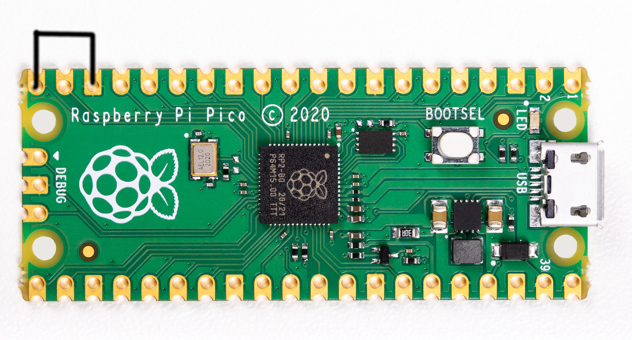 Raspberry Pi Pico © 2020
BOOTSEL
LED
2
1
USB
DEBUG
RP2-B0 20/21
P64M15.00 TTT
39